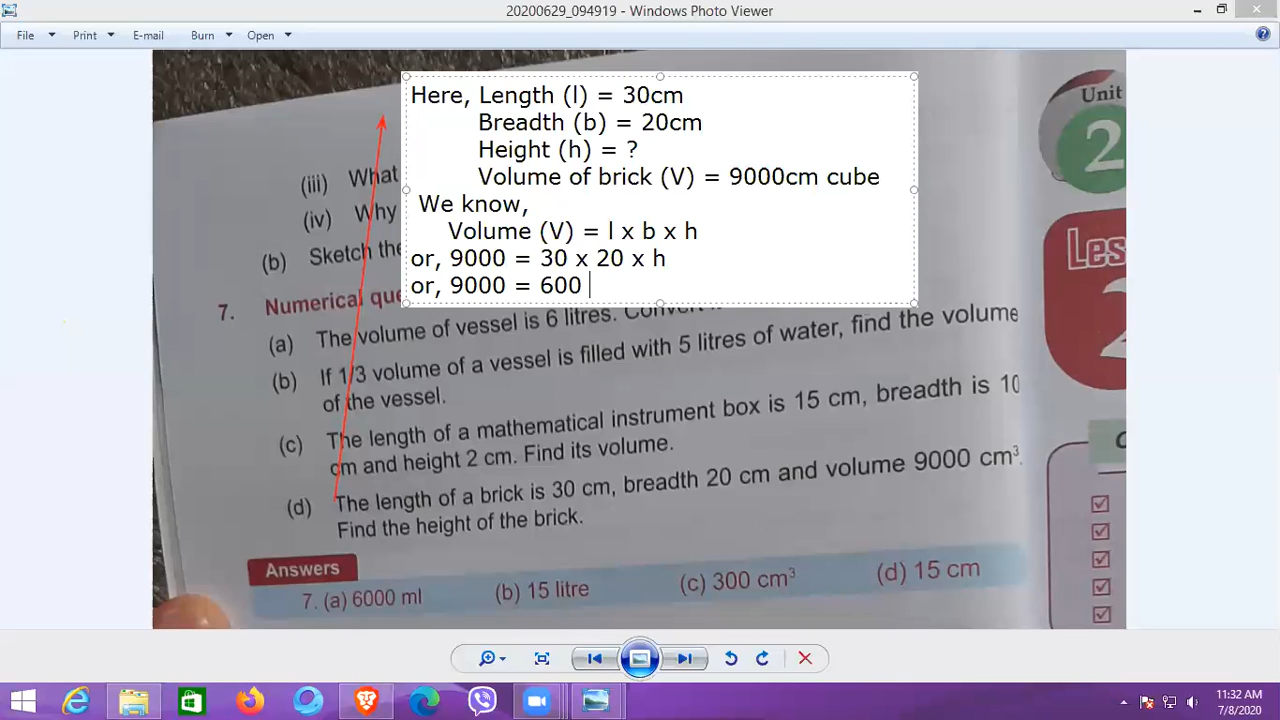 20200629_094919 - Windows Photo Viewer
File Print E-mail Burn Open
Here, Length (l) = 30cm
Breadth (b) = 20cm
Height (h) = ?
Volume of brick (V) = 9000cm cube
We know,
Volume (V) = l x b x h
or, 9000 = 30 x 20 x h
or, 9000 = 600
Unit
2
Les
2
(iii) What
(iv) Why
(b) Sketch the
7. Numerical que
(a) The volume of vessel is 6 litres. Convert
(b) If 1/3 volume of a vessel is filled with 5 litres of water, find the volume
of the vessel.
(c) The length of a mathematical instrument box is 15 cm, breadth is 10
cm and height 2 cm. Find its volume.
(d) The length of a brick is 30 cm, breadth 20 cm and volume 9000 cm³.
Find the height of the brick.
Answers
7. (a) 6000 ml (b) 15 litre (c) 300 cm³ (d) 15 cm
11:32 AM
7/8/2020